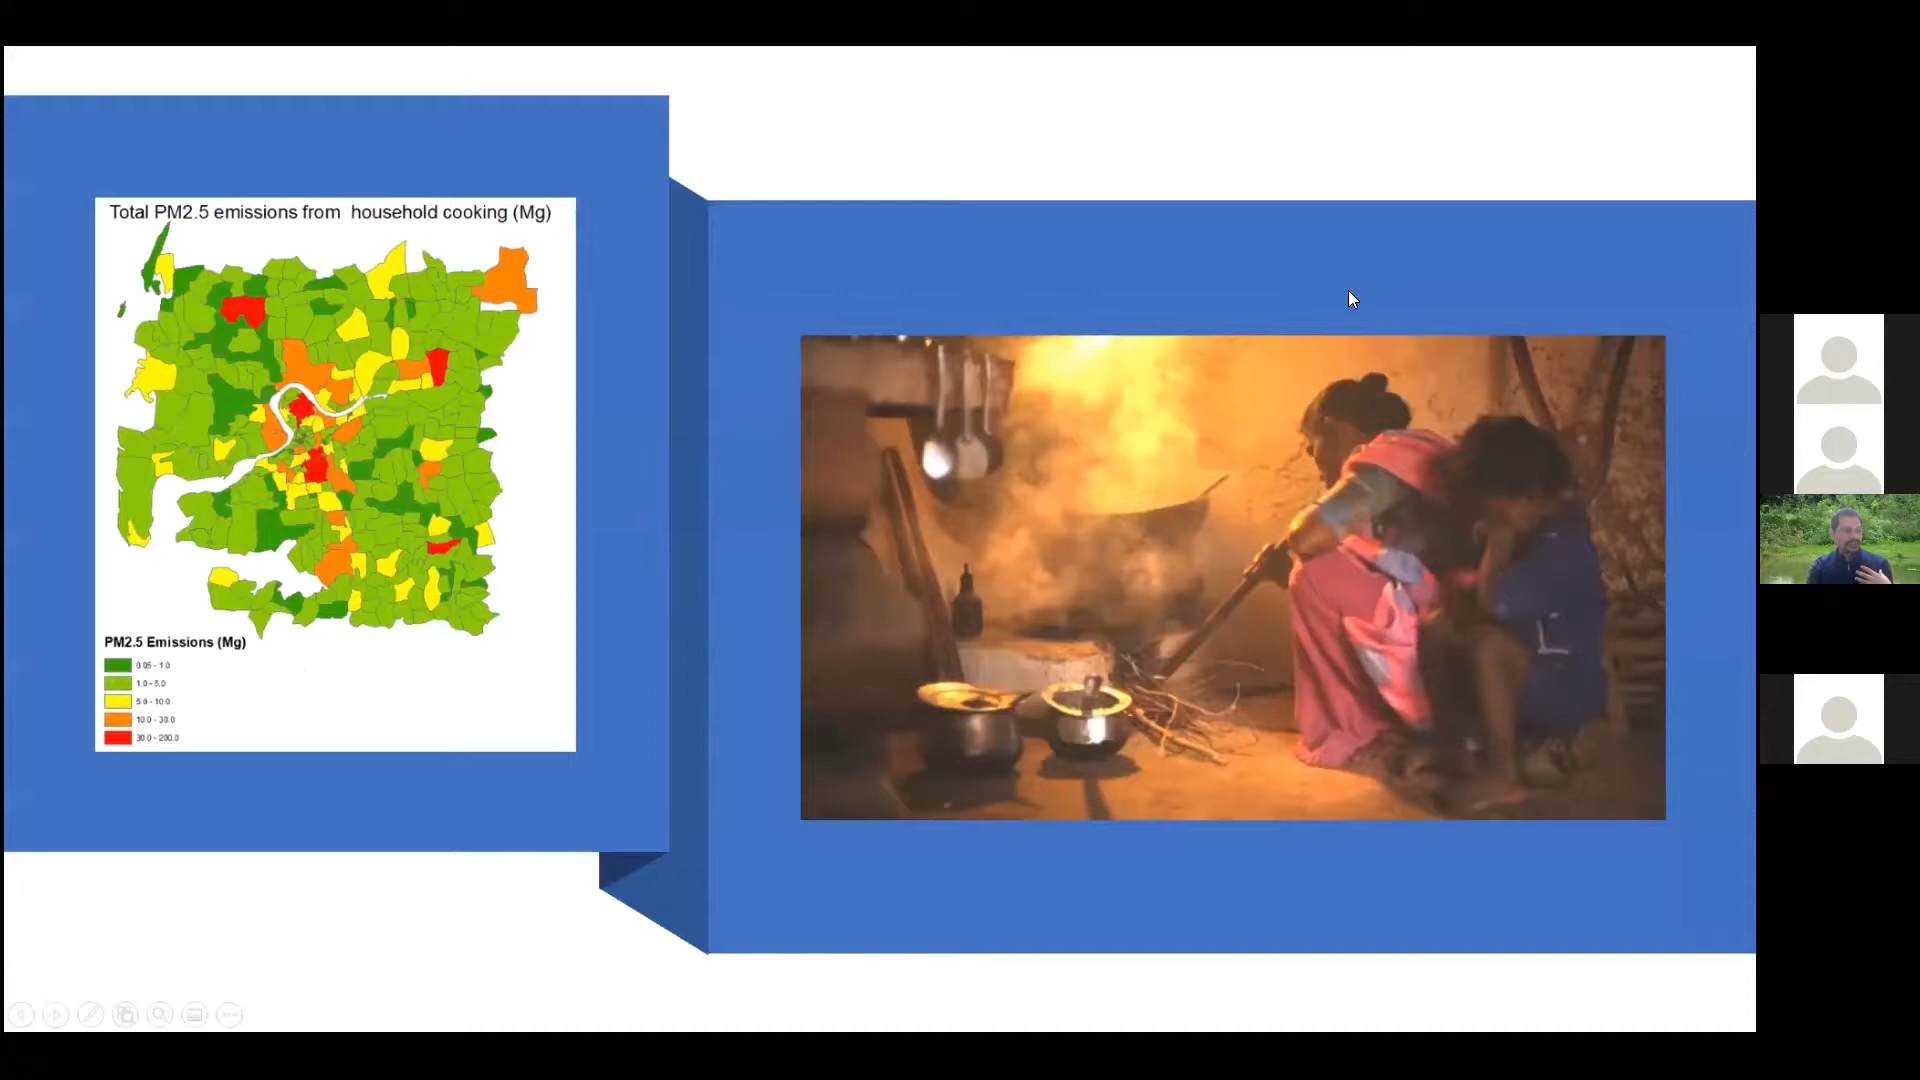 Total PM2.5 emissions from household cooking (Mg)
PM2.5 Emissions (Mg)
0.05 - 1.0
1.0 - 5.0
5.0 - 10.0
10.0 - 30.0
30.0 - 200.0